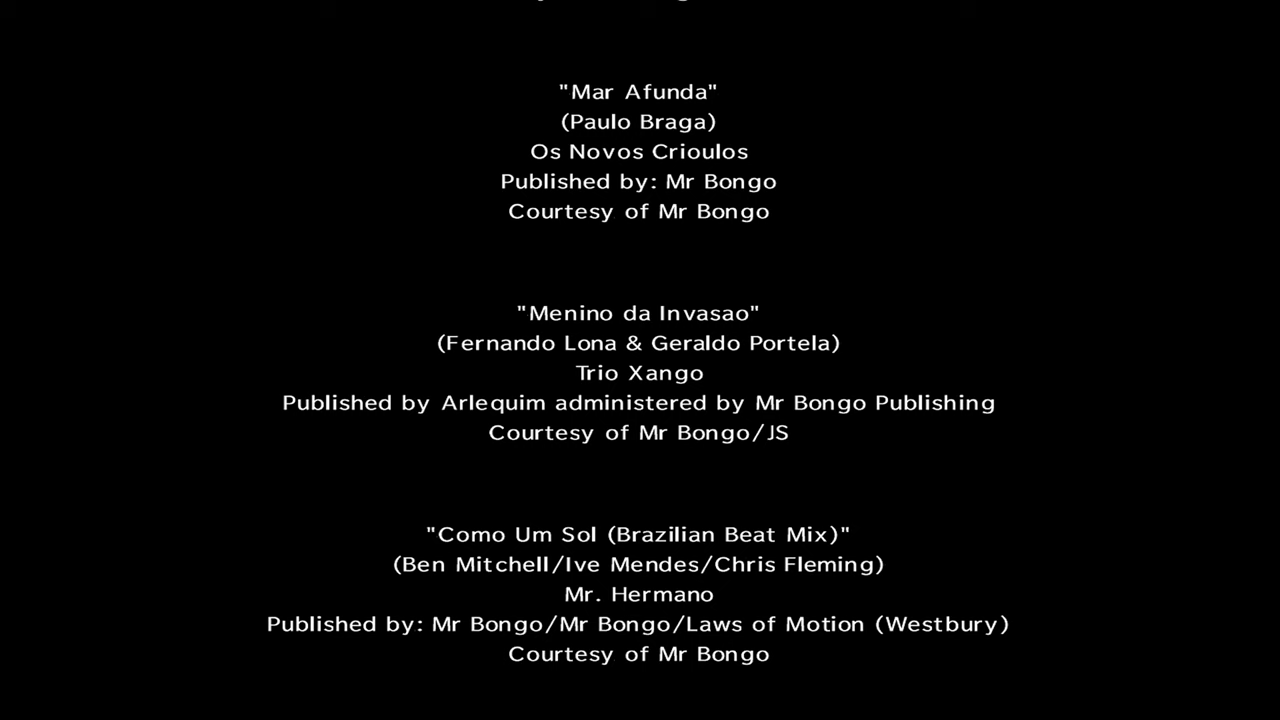 "Mar Afunda"
(Paulo Braga)
Os Novos Crioulos
Published by: Mr Bongo
Courtesy of Mr Bongo
"Menino da Invasao"
(Fernando Lona & Geraldo Portela)
Trio Xango
Published by Arlequim administered by Mr Bongo Publishing
Courtesy of Mr Bongo/JS
"Como Um Sol (Brazilian Beat Mix)"
(Ben Mitchell/Ive Mendes/Chris Fleming)
Mr. Hermano
Published by: Mr Bongo/Mr Bongo/Laws of Motion (Westbury)
Courtesy of Mr Bongo